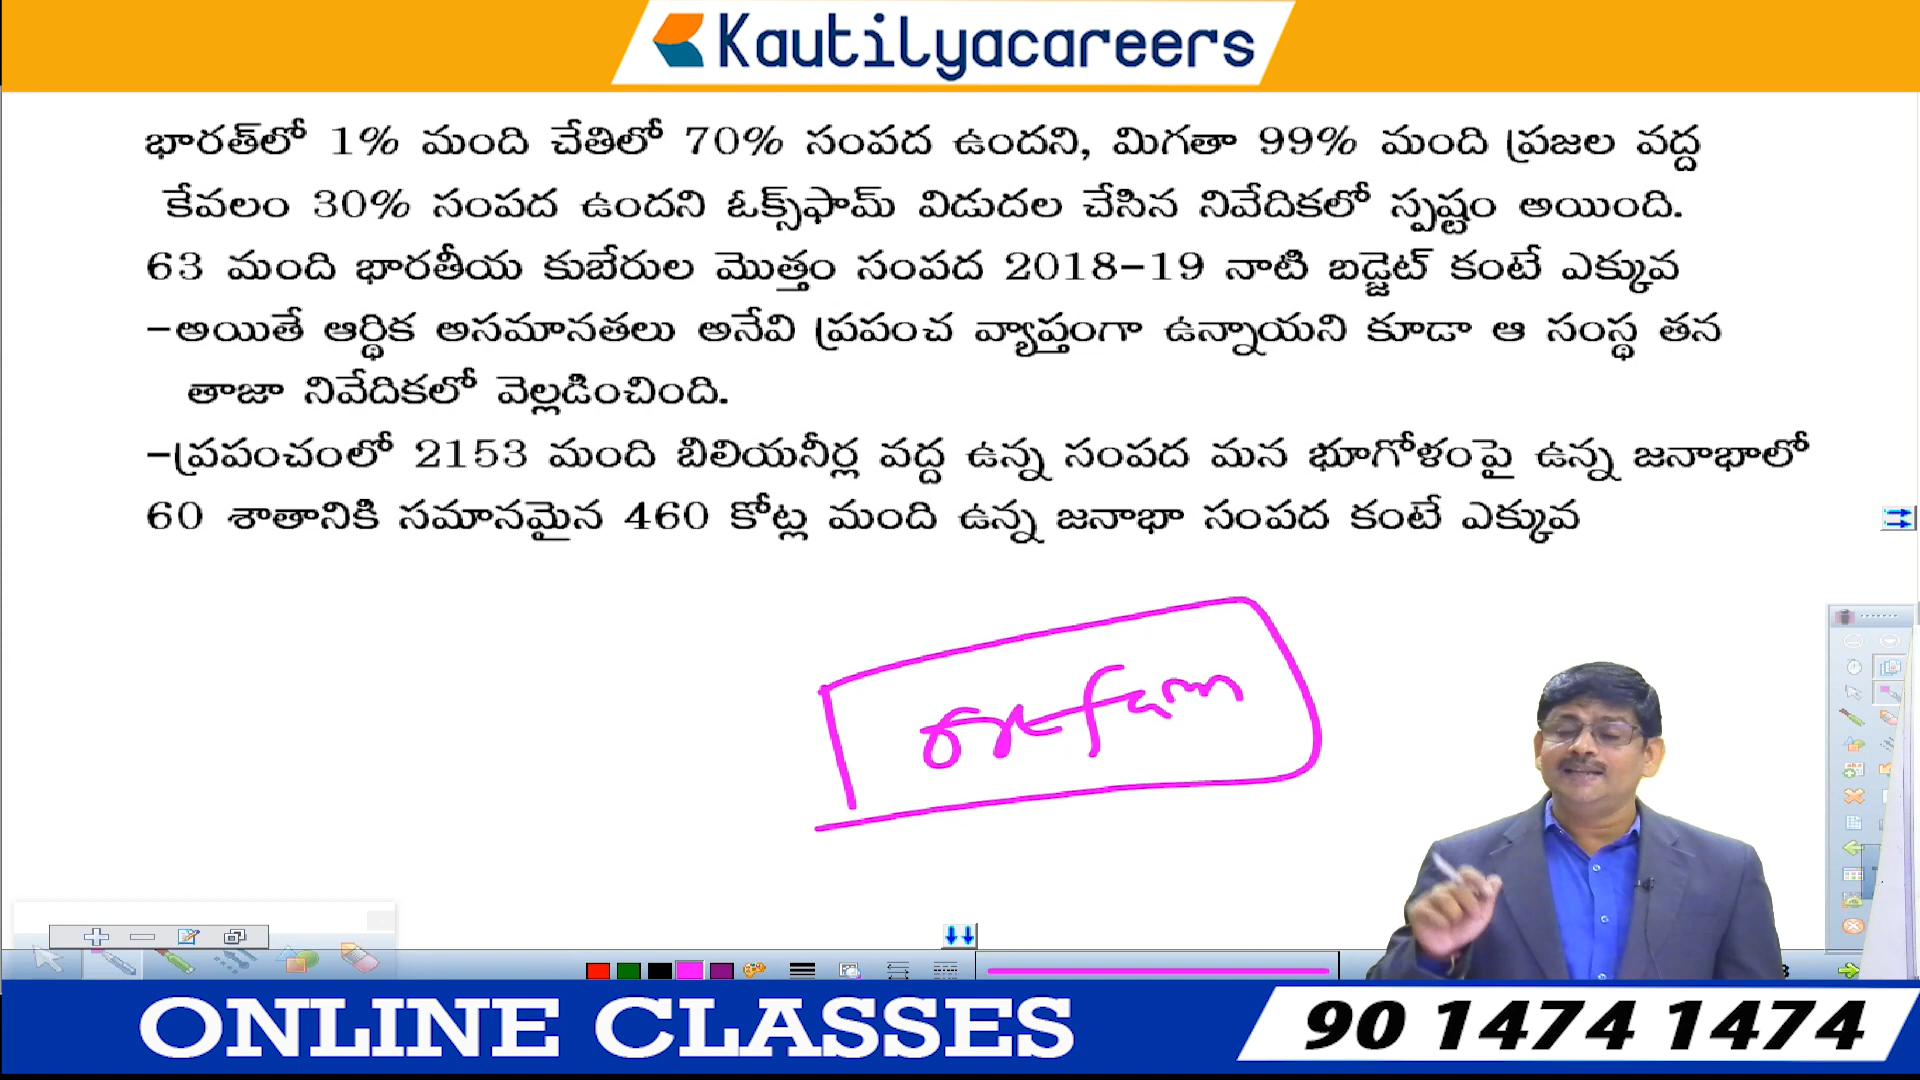 Kautilyacareers
భారత్‌లో 1% మంది చేతిలో 70% సంపద ఉందని, మిగతా 99% మంది ప్రజల వద్ద
కేవలం 30% సంపద ఉందని ఓక్స్‌ఫామ్ విడుదల చేసిన నివేదికలో స్పష్టం అయింది.
63 మంది భారతీయ కుబేరుల మొత్తం సంపద 2018-19 నాటి బడ్జెట్ కంటే ఎక్కువ
-అయితే ఆర్థిక అసమానతలు అనేవి ప్రపంచ వ్యాప్తంగా ఉన్నాయని కూడా ఆ సంస్థ తన
తాజా నివేదికలో వెల్లడించింది.
-ప్రపంచంలో 2153 మంది బిలియనీర్ల వద్ద ఉన్న సంపద మన భూగోళంపై ఉన్న జనాభాలో
60 శాతానికి సమానమైన 460 కోట్ల మంది ఉన్న జనాభా సంపద కంటే ఎక్కువ
oxfam
ONLINE CLASSES
90 1474 1474